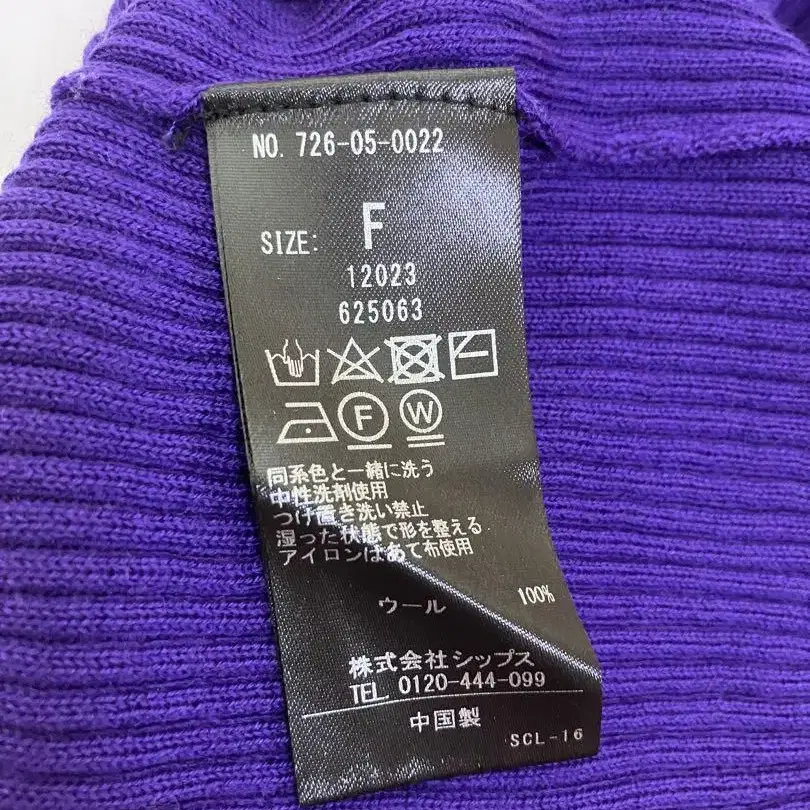 NO. 726-05-0022
SIZE: F
12023
625063
F W
同系色と一緒に洗う
中性洗剤使用
つけ置き洗い禁止
湿った状態で形を整える
アイロンはあて布使用
ウール 100%
株式会社シップス
TEL. 0120-444-099
中国製
SCL-16